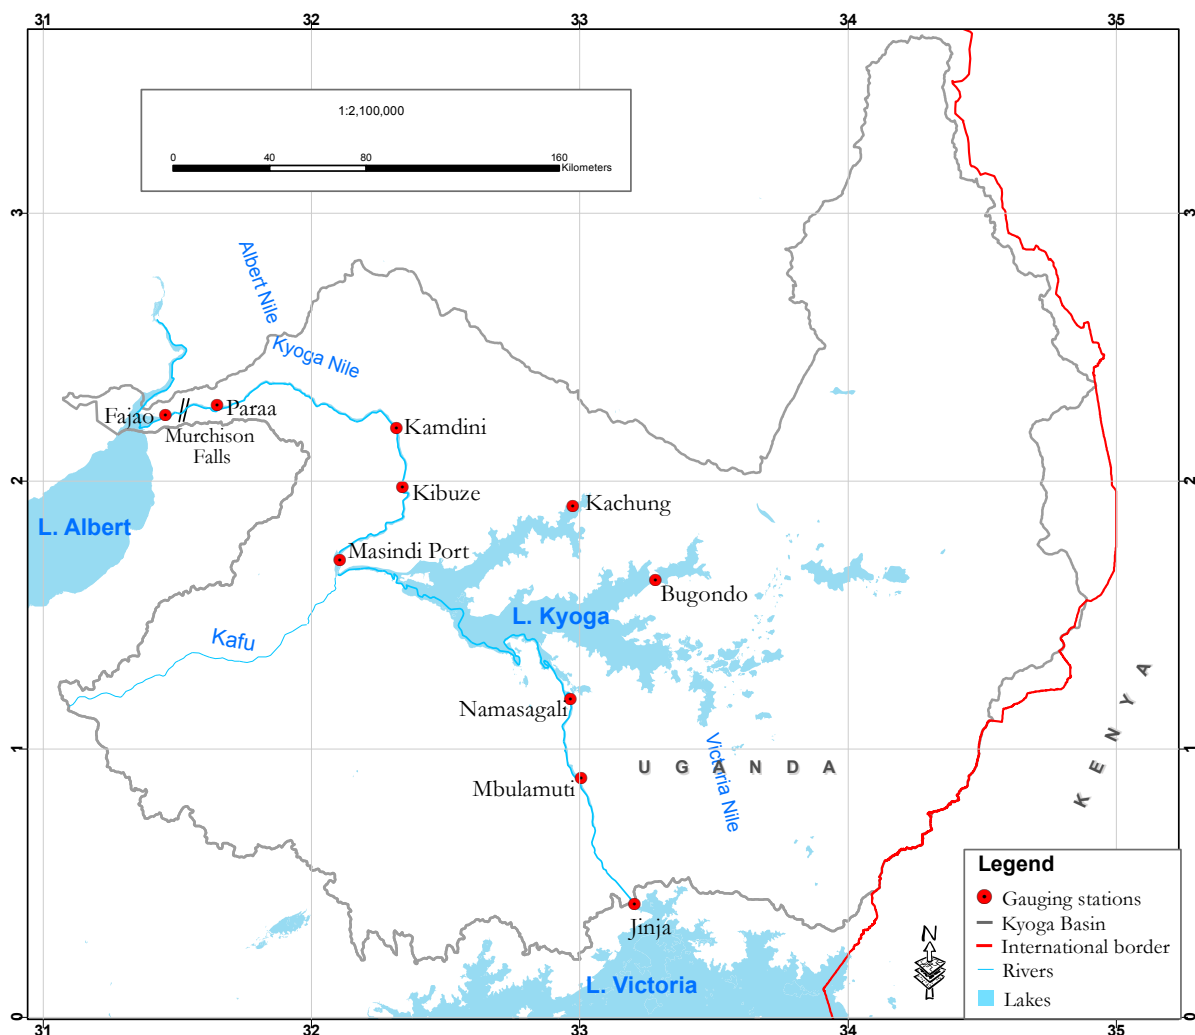 31 32 33 34 35
1:2,100,000
0 40 80 160
Kilometers
3 3
Albert Nile
Kyoga Nile
Fajao
Paraa
Murchison
Falls
Kamdini
2 2
Kibuze
Kachung
L. Albert
Masindi Port
Bugondo
L. Kyoga
Kafu
KENYA
Namasagali
1 1
Victoria Nile
UGANDA
Mbulamuti
Legend
Gauging stations
Kyoga Basin
International border
Rivers
Lakes
Jinja
N
L. Victoria
0 0
31 32 33 34 35